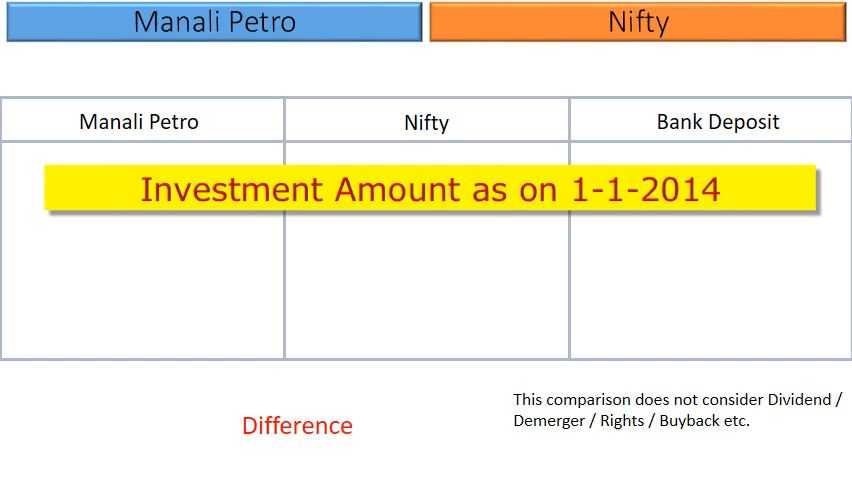 Manali Petro
Nifty
Manali Petro
Nifty
Bank Deposit
Investment Amount as on 1-1-2014
This comparison does not consider Dividend /
Demerger / Rights / Buyback etc.
Difference